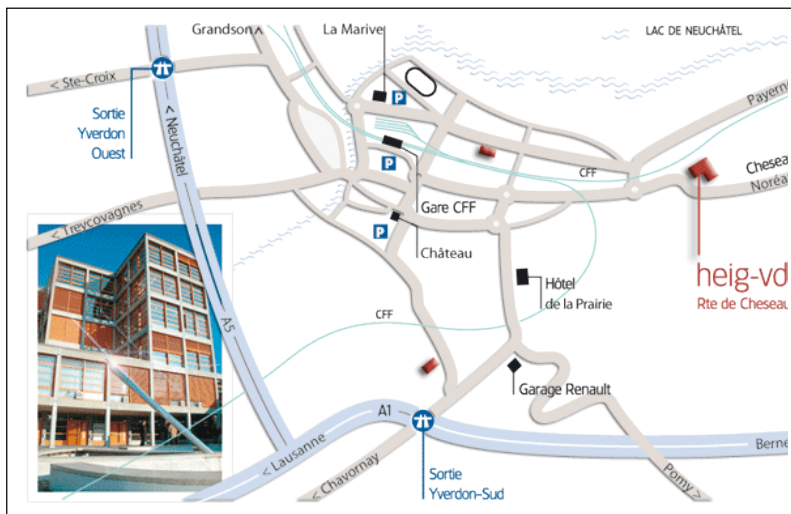 Grandson >
La Marive
LAC DE NEUCHÂTEL
< Ste-Croix
Sortie
Yverdon
Ouest
< Neuchâtel
P
Payerne
CFF
Chesea
Noréa
P
Gare CFF
< Treycovagnes
P
Château
heig-vd
Rte de Cheseau
Hôtel
de la Prairie
CFF
A5
Garage Renault
A1
< Lausanne
Berne
< Chavornay
Sortie
Yverdon-Sud
Pomy >